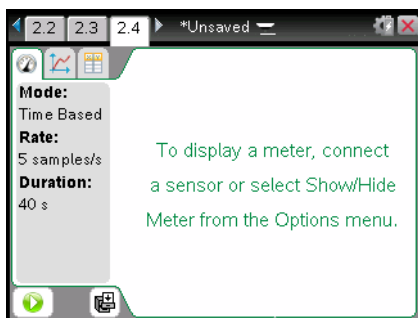 2.2 2.3 2.4 *Unsaved
Mode:
Time Based
Rate:
5 samples/s
Duration:
40 s
To display a meter, connect
a sensor or select Show/Hide
Meter from the Options menu.